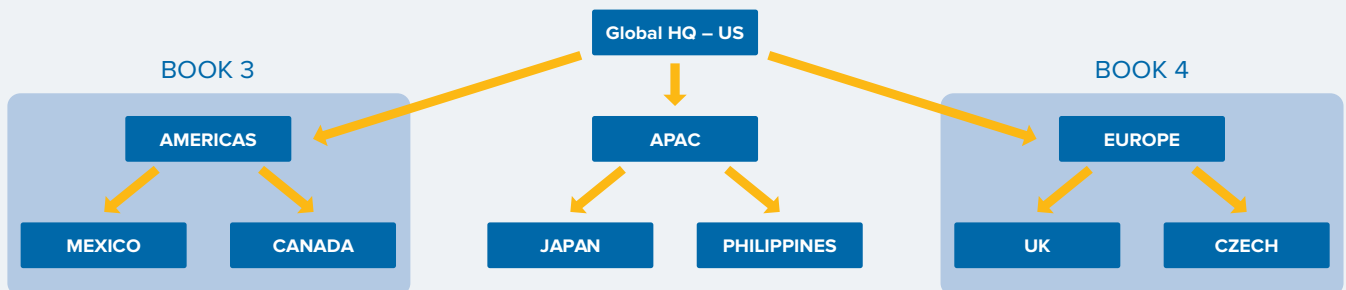 Global HQ – US
BOOK 3
BOOK 4
AMERICAS
APAC
EUROPE
MEXICO
CANADA
JAPAN
PHILIPPINES
UK
CZECH